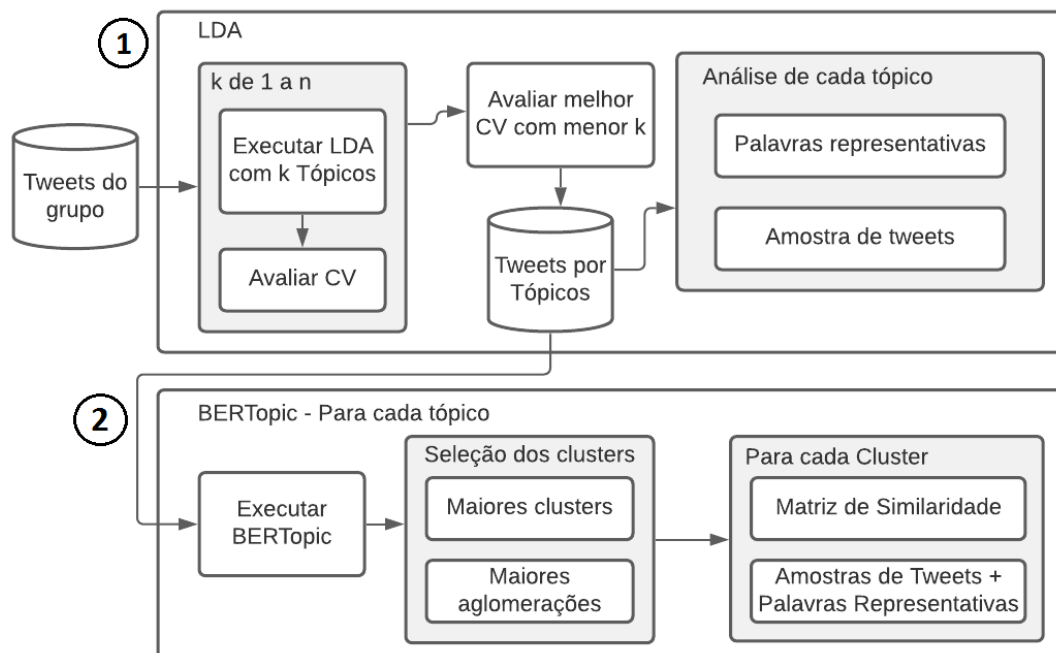 1
LDA
k de 1 a n
Executar LDA
com k Tópicos
Avaliar CV
Tweets do
grupo
Avaliar melhor
CV com menor k
Tweets por
Tópicos
Análise de cada tópico
Palavras representativas
Amostra de tweets
2
BERTopic - Para cada tópico
Executar
BERTopic
Seleção dos clusters
Maiores clusters
Maiores
aglomerações
Para cada Cluster
Matriz de Similaridade
Amostras de Tweets +
Palavras Representativas